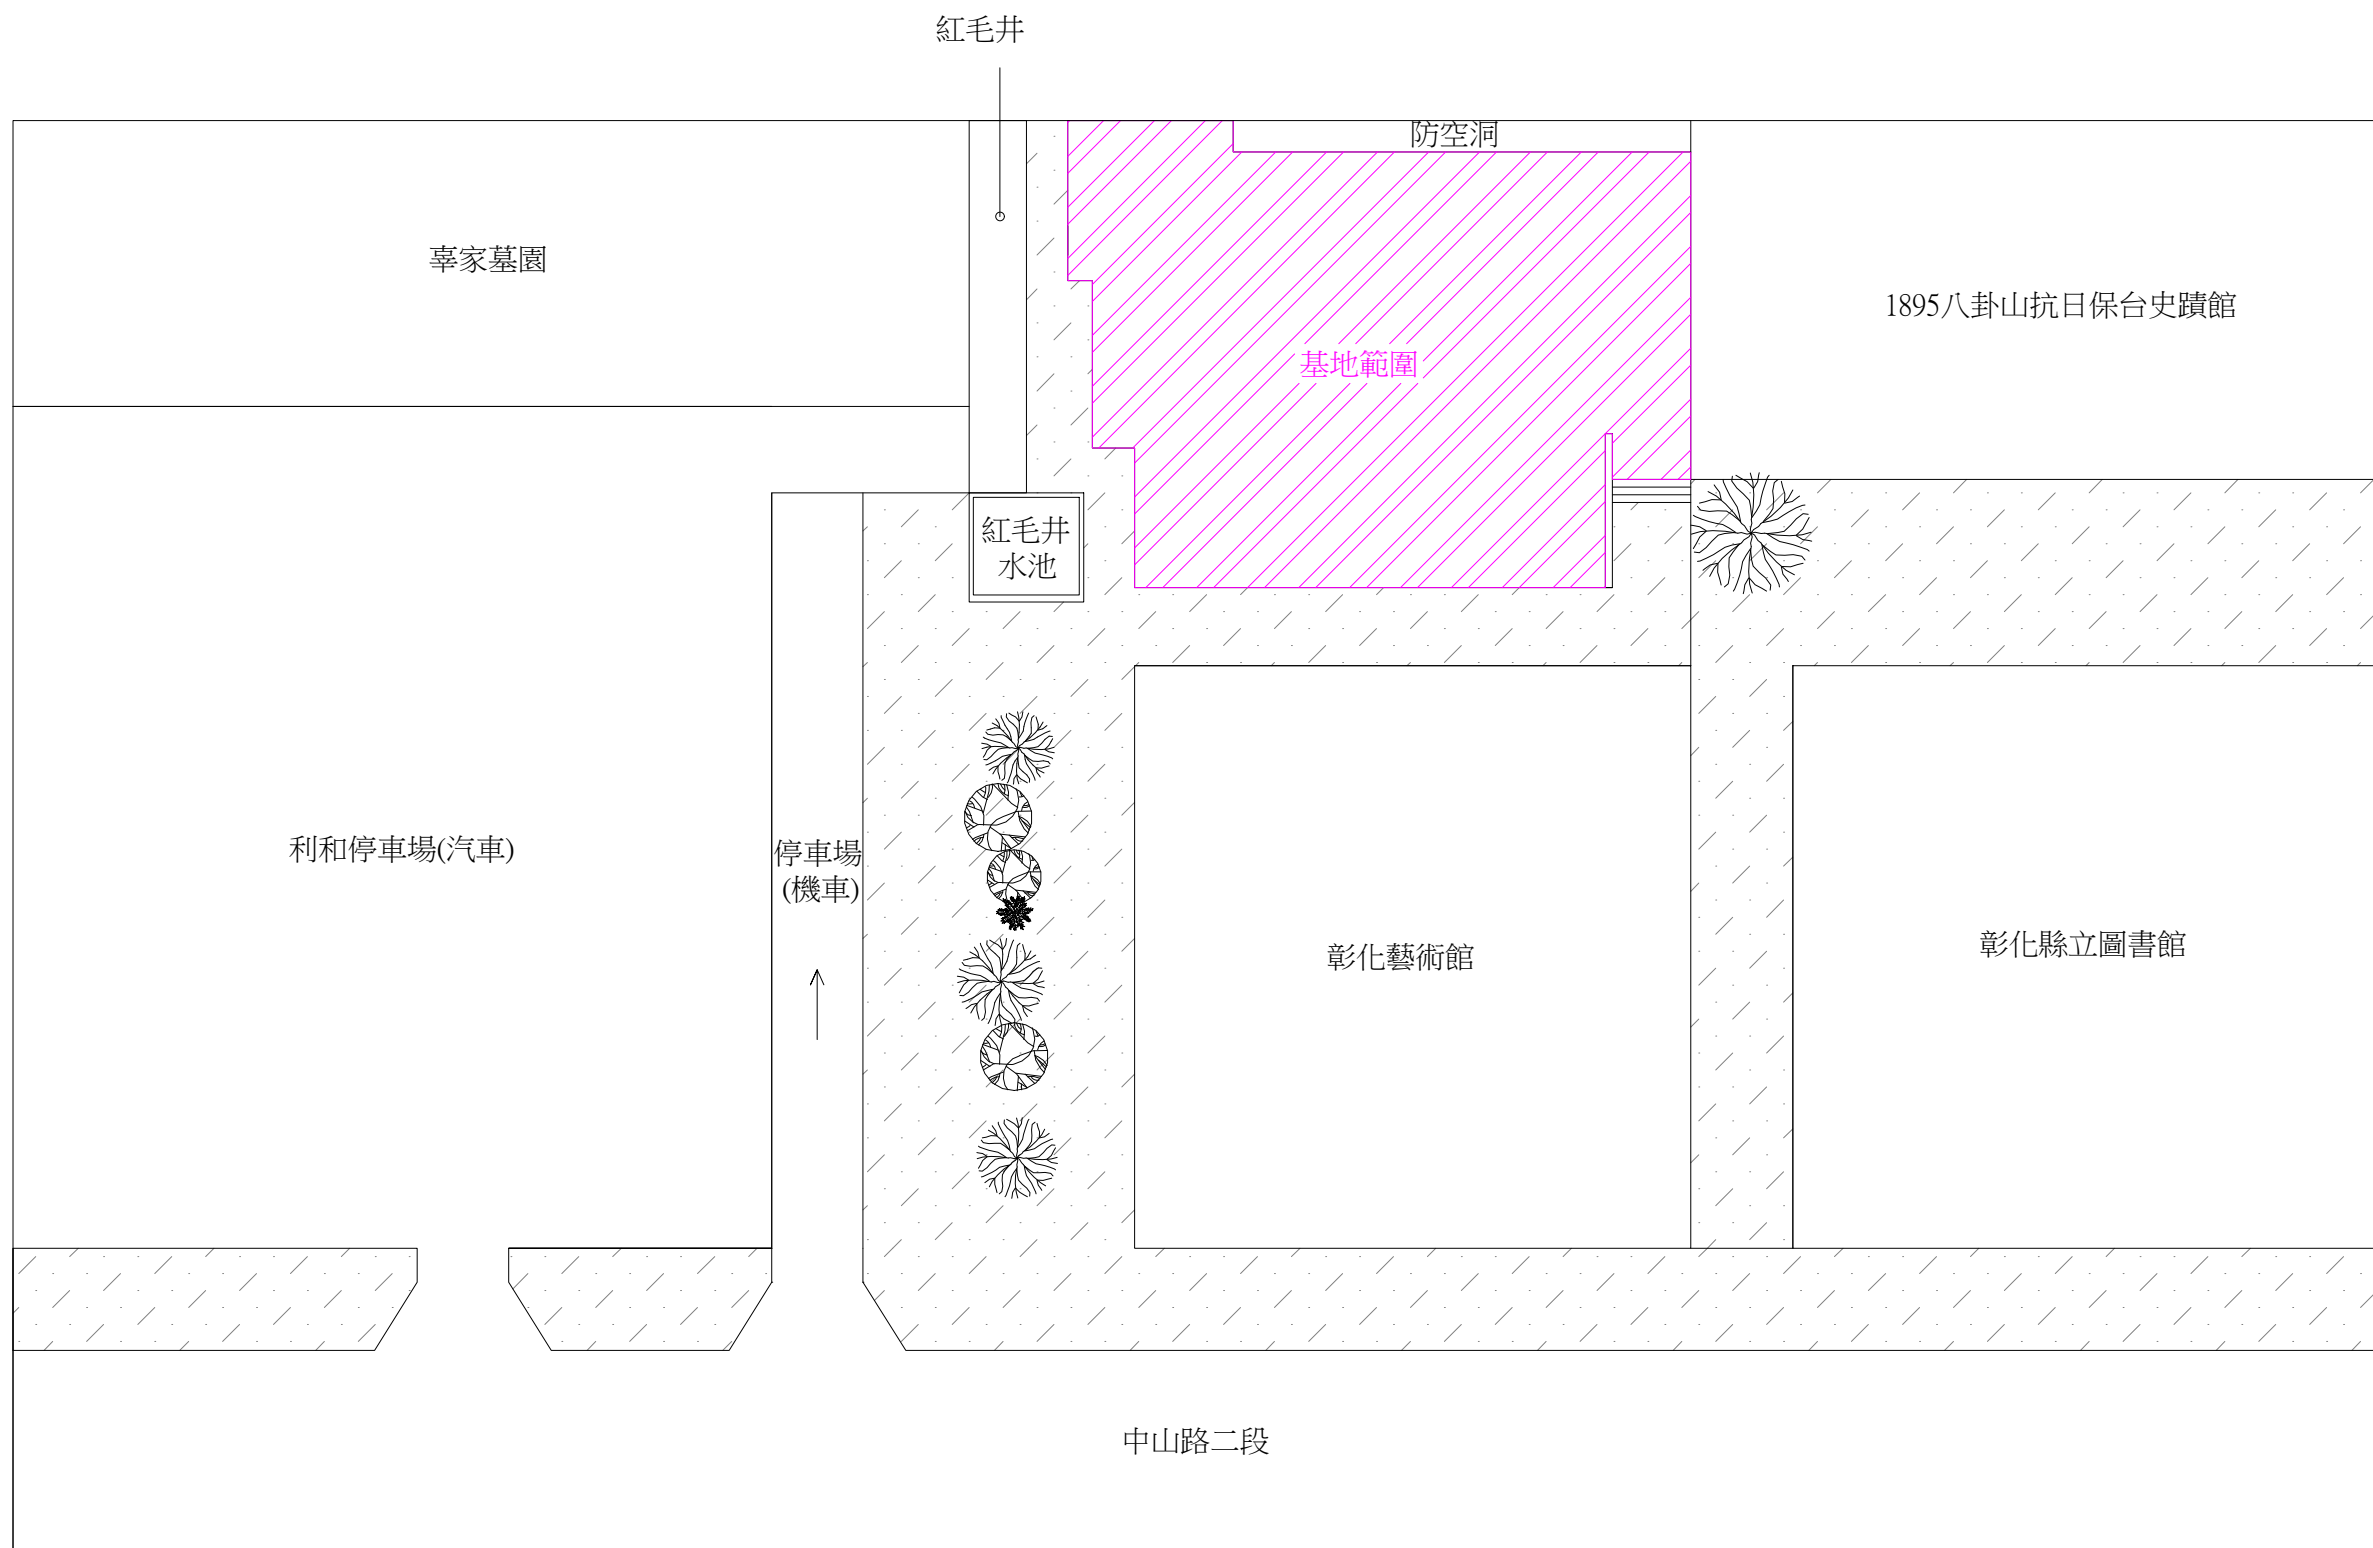 紅毛井
防空洞
辜家墓園
1895八卦山抗日保台史蹟館
基地範圍
紅毛井
水池
利和停車場(汽車)
停車場
(機車)
彰化藝術館
彰化縣立圖書館
中山路二段